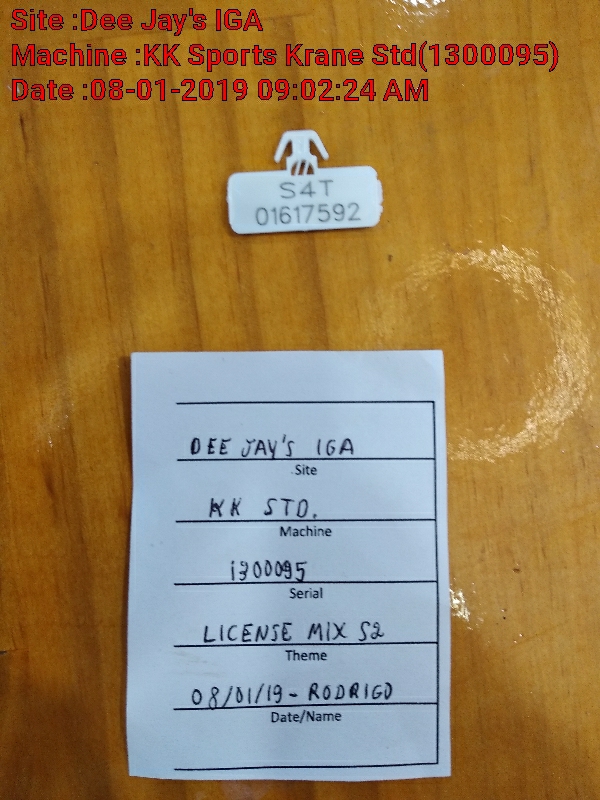 Site :Dee Jay's IGA
Machine :KK Sports Krane Std(1300095)
Date :08-01-2019 09:02:24 AM
S4T
01617592
DEE JAY'S IGA
Site
KK STD.
Machine
1300095
Serial
LICENSE MIX S2
Theme
08/01/19 - RODRIGO
Date/Name